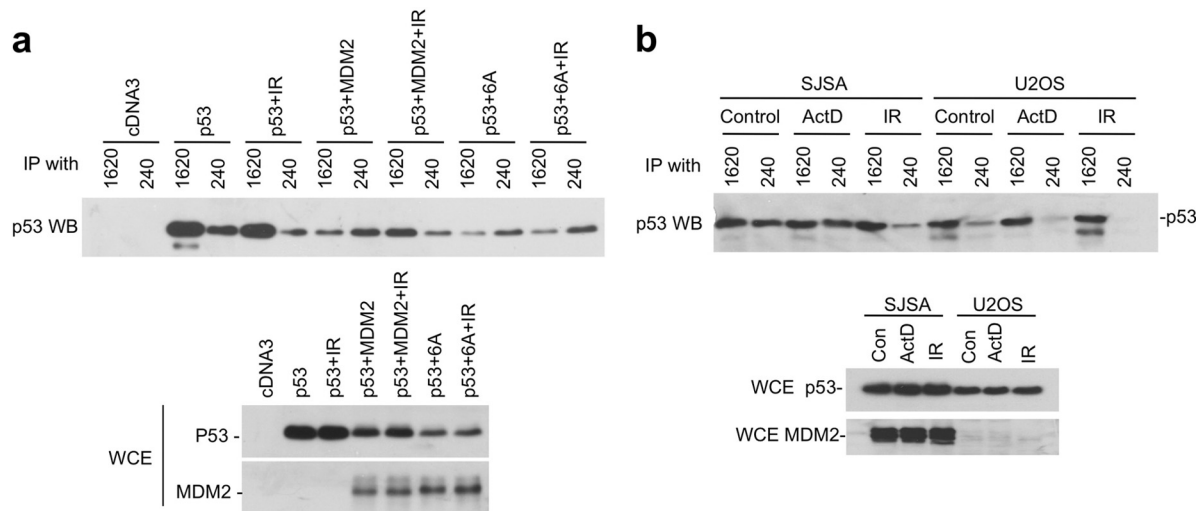 a
cDNA3 p53 p53+IR p53+MDM2 p53+MDM2+IR p53+6A p53+6A+IR
IP with 1620 240 1620 240 1620 240 1620 240 1620 240 1620 240 1620 240
p53 WB
cDNA3 p53 p53+IR p53+MDM2 p53+MDM2+IR p53+6A p53+6A+IR
WCE
P53 -
MDM2 -
b
SJSA U2OS
Control ActD IR Control ActD IR
IP with 1620 240 1620 240 1620 240 1620 240 1620 240 1620 240
p53 WB -p53
SJSA U2OS
Con ActD IR Con ActD IR
WCE p53-
WCE MDM2-